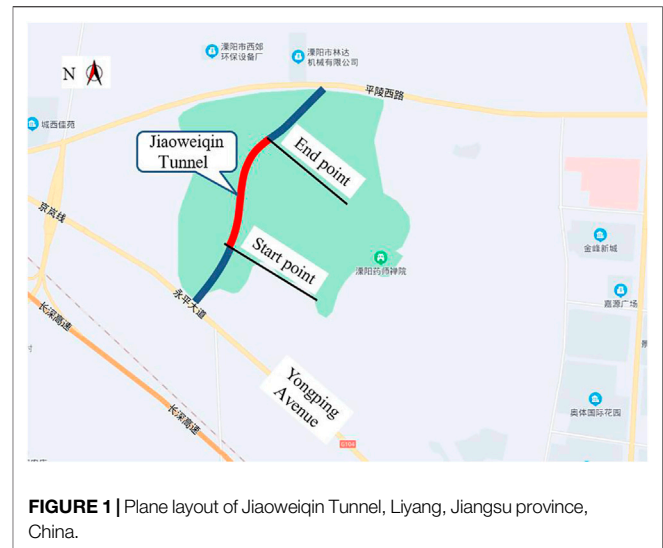 溧阳市西郊
环保设备厂
溧阳市林达
机械有限公司
N
平陵西路
城西佳苑
Jiaoweiqin
Tunnel
End point
京岚线
金峰新城
Start point
溧阳药师禅院
嘉源广场
永平大道
长深高速
Yongping
Avenue
长深高速
奥体国际花园
G104
FIGURE 1 | Plane layout of Jiaoweiqin Tunnel, Liyang, Jiangsu province,
China.